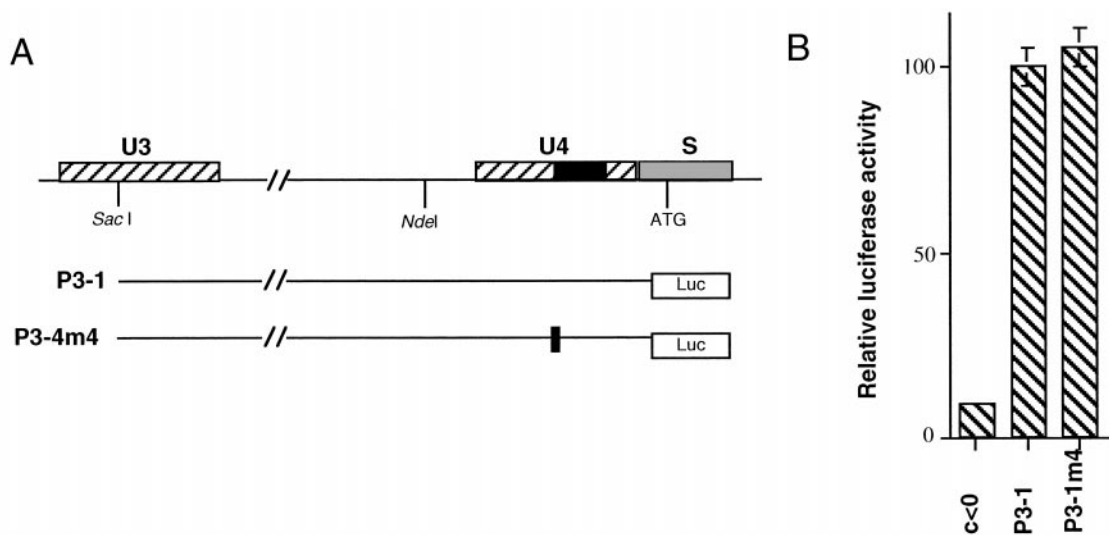 A
U3
U4
S
Sac I
NdeI
ATG
P3-1
Luc
P3-4m4
Luc
B
Relative luciferase activity
100
50
0
c<0
P3-1
P3-1m4